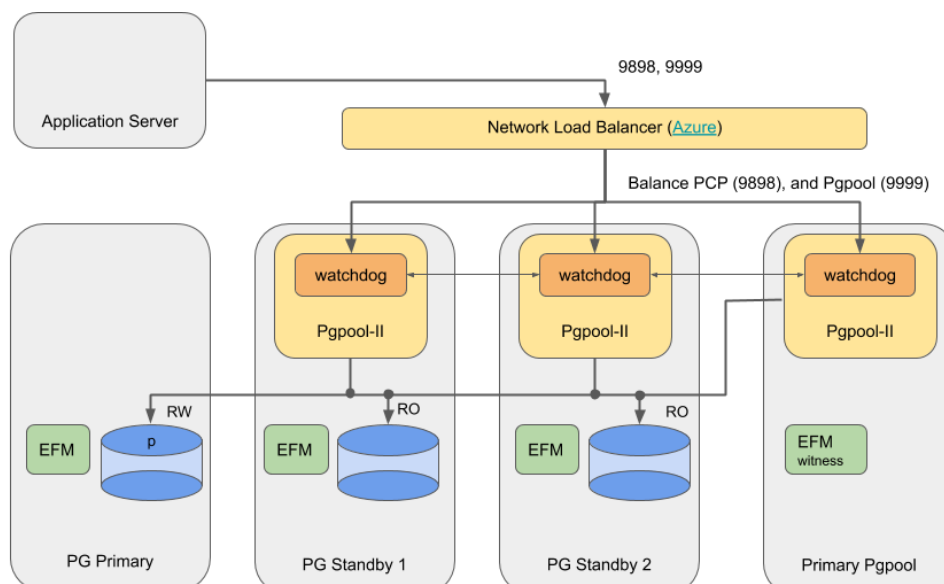 9898, 9999
Application Server
Network Load Balancer (Azure)
Balance PCP (9898), and Pgpool (9999)
watchdog
watchdog
watchdog
Pgpool-II
Pgpool-II
Pgpool-II
RW
RO
RO
EFM
p
EFM
EFM
EFM
witness
PG Primary
PG Standby 1
PG Standby 2
Primary Pgpool